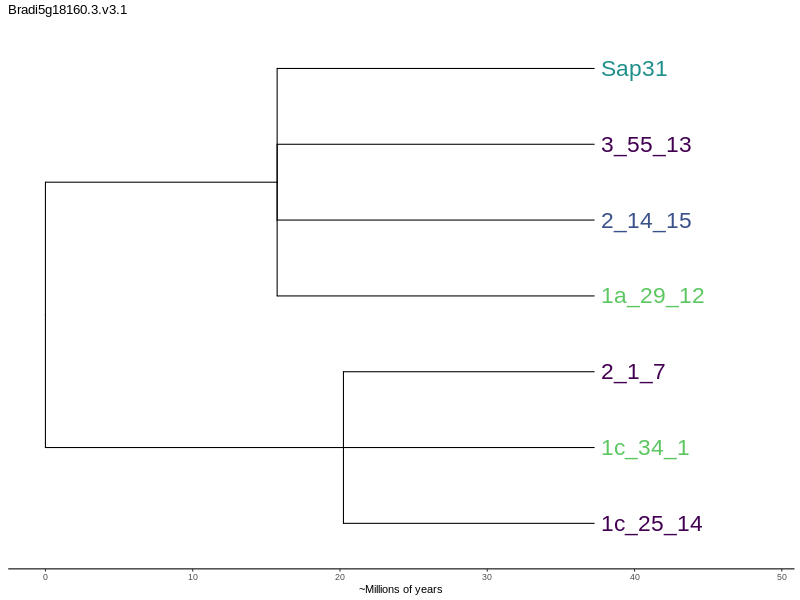 Bradi5g18160.3.v3.1
Sap31
3_55_13
2_14_15
1a_29_12
2_1_7
1c_34_1
1c_25_14
0 10 20 30 40 50
~Millions of years